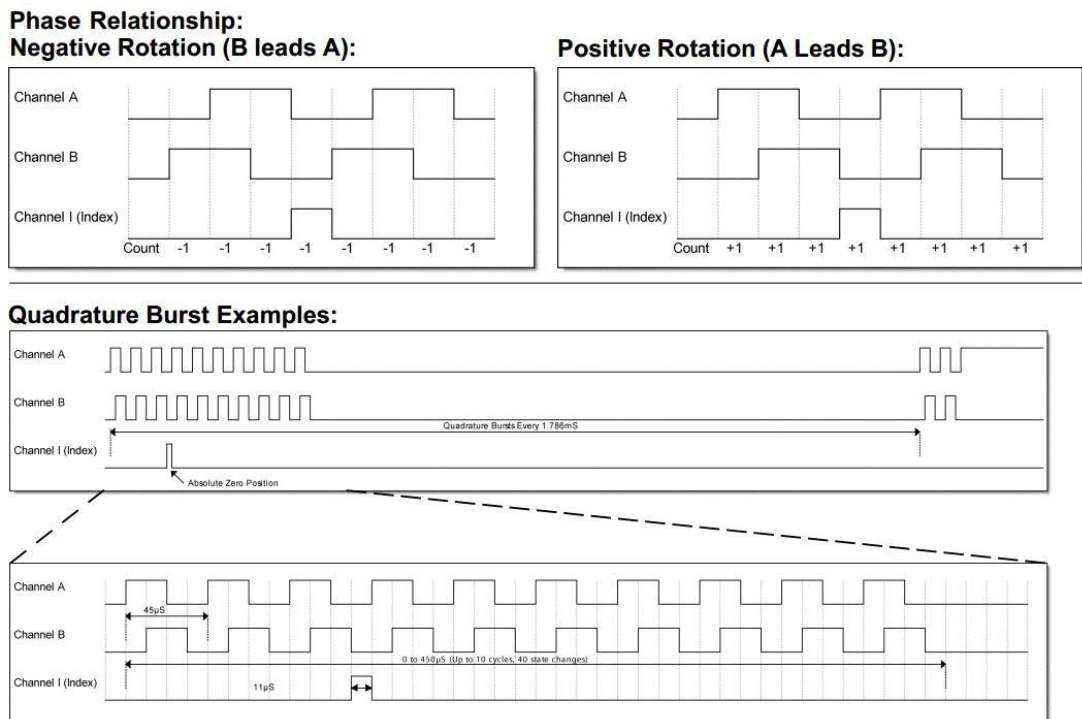 Phase Relationship:
Negative Rotation (B leads A):
Channel A
Channel B
Channel I (Index)
Count -1 -1 -1 -1 -1 -1 -1 -1
Positive Rotation (A Leads B):
Channel A
Channel B
Channel I (Index)
Count +1 +1 +1 +1 +1 +1 +1 +1
Quadrature Burst Examples:
Channel A
Channel B
Quadrature Bursts Every 1.786mS
Channel I (Index)
Absolute Zero Position
Channel A
45µS
Channel B
0 to 450µS (Up to 10 cycles, 40 state changes)
Channel I (Index)
11µS